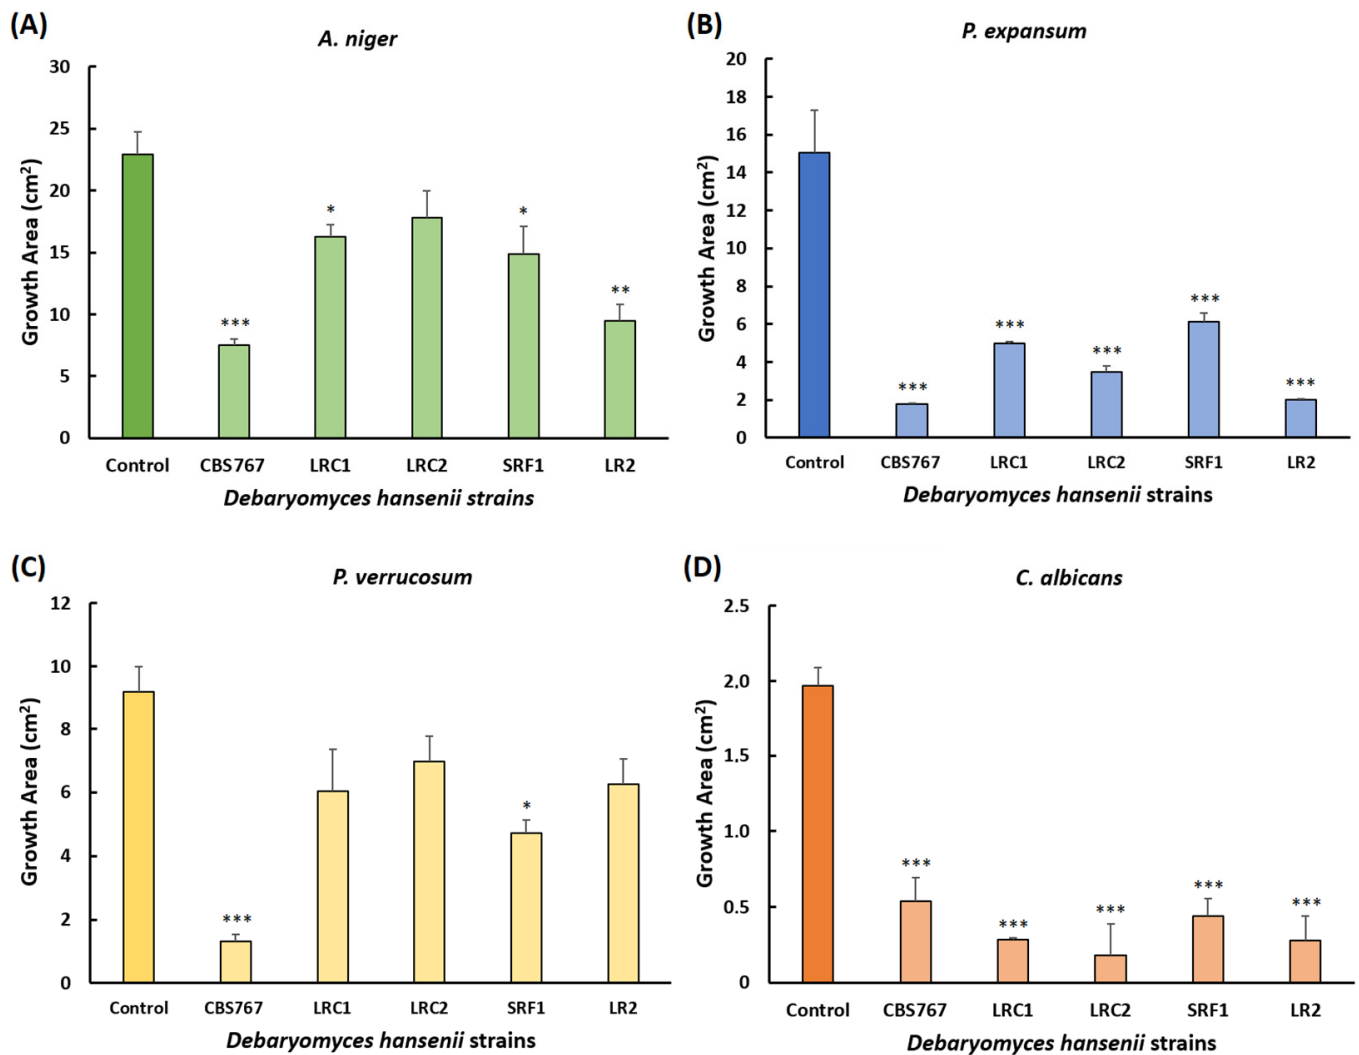 (A)
A. niger
Growth Area (cm²)
30
25
20
15
10
5
0
***
*
*
**
Control CBS767 LRC1 LRC2 SRF1 LR2
Debaryomyces hansenii strains
(B)
P. expansum
Growth Area (cm²)
20
18
16
14
12
10
8
6
4
2
0
***
***
***
***
***
Control CBS767 LRC1 LRC2 SRF1 LR2
Debaryomyces hansenii strains
(C)
P. verrucosum
Growth Area (cm²)
12
10
8
6
4
2
0
***
*
Control CBS767 LRC1 LRC2 SRF1 LR2
Debaryomyces hansenii strains
(D)
C. albicans
Growth Area (cm²)
2.5
2,0
1.5
1.0
0.5
0
***
***
***
***
***
Control CBS767 LRC1 LRC2 SRF1 LR2
Debaryomyces hansenii strains